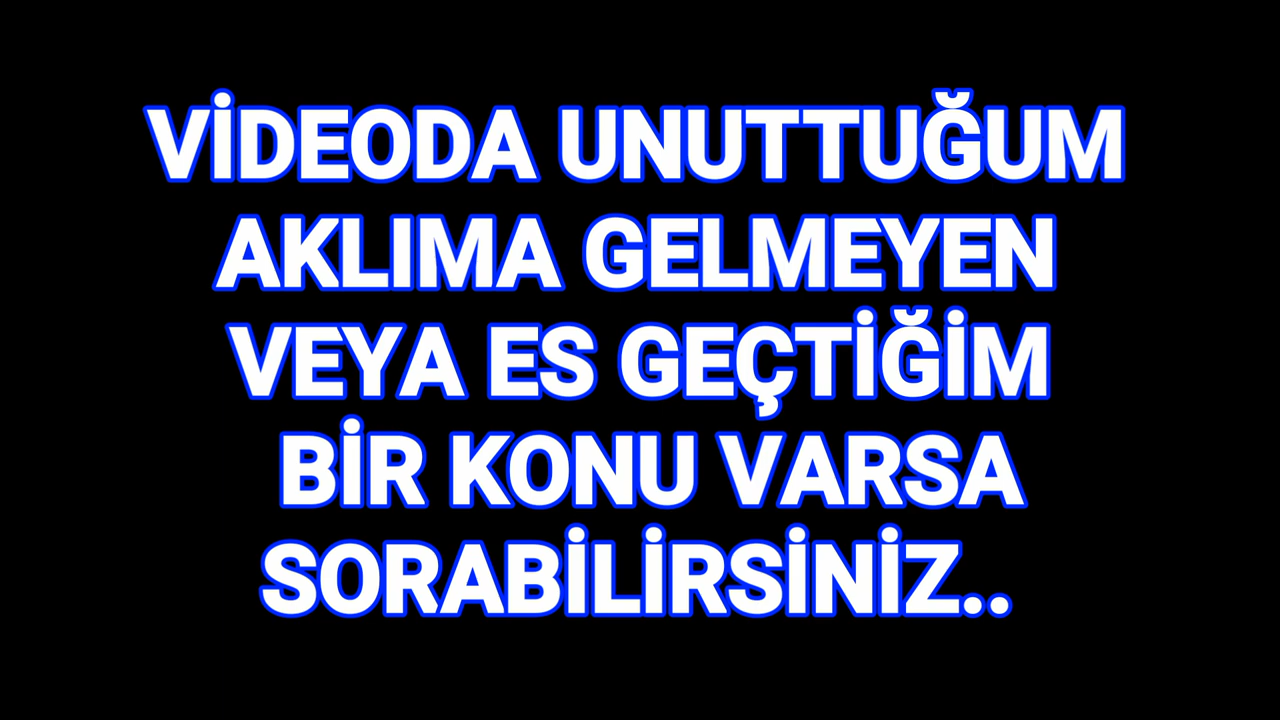 VİDEODA UNUTTUĞUM
AKLIMA GELMEYEN
VEYA ES GEÇTİĞİM
BİR KONU VARSA
SORABİLİRSİNİZ..